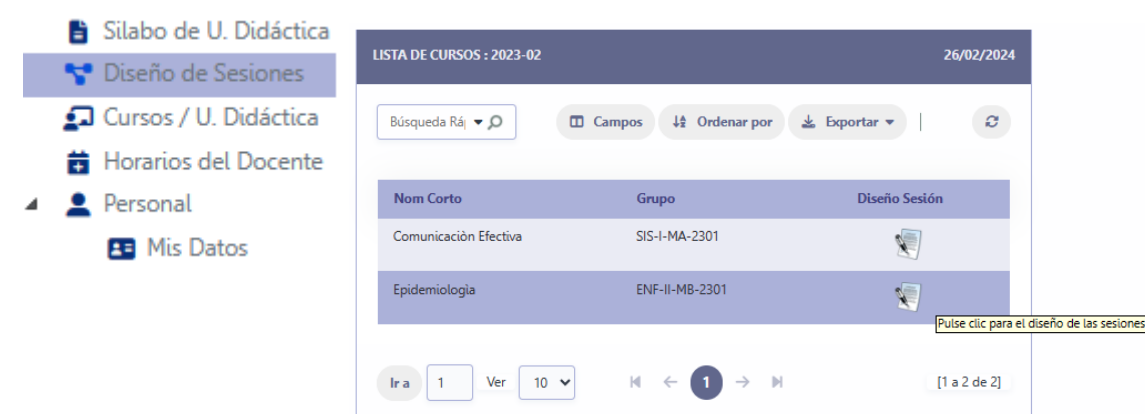 Silabo de U. Didáctica
Diseño de Sesiones
Cursos / U. Didáctica
Horarios del Docente
Personal
Mis Datos
LISTA DE CURSOS : 2023-02 26/02/2024
Búsqueda Rá Campos Ordenar por Exportar
Nom Corto Grupo Diseño Sesión
Comunicaciòn Efectiva SIS-I-MA-2301
Epidemiologia ENF-II-MB-2301
Pulse clic para el diseño de las sesiones
Ir a 1 Ver 10 1 [1 a 2 de 2]